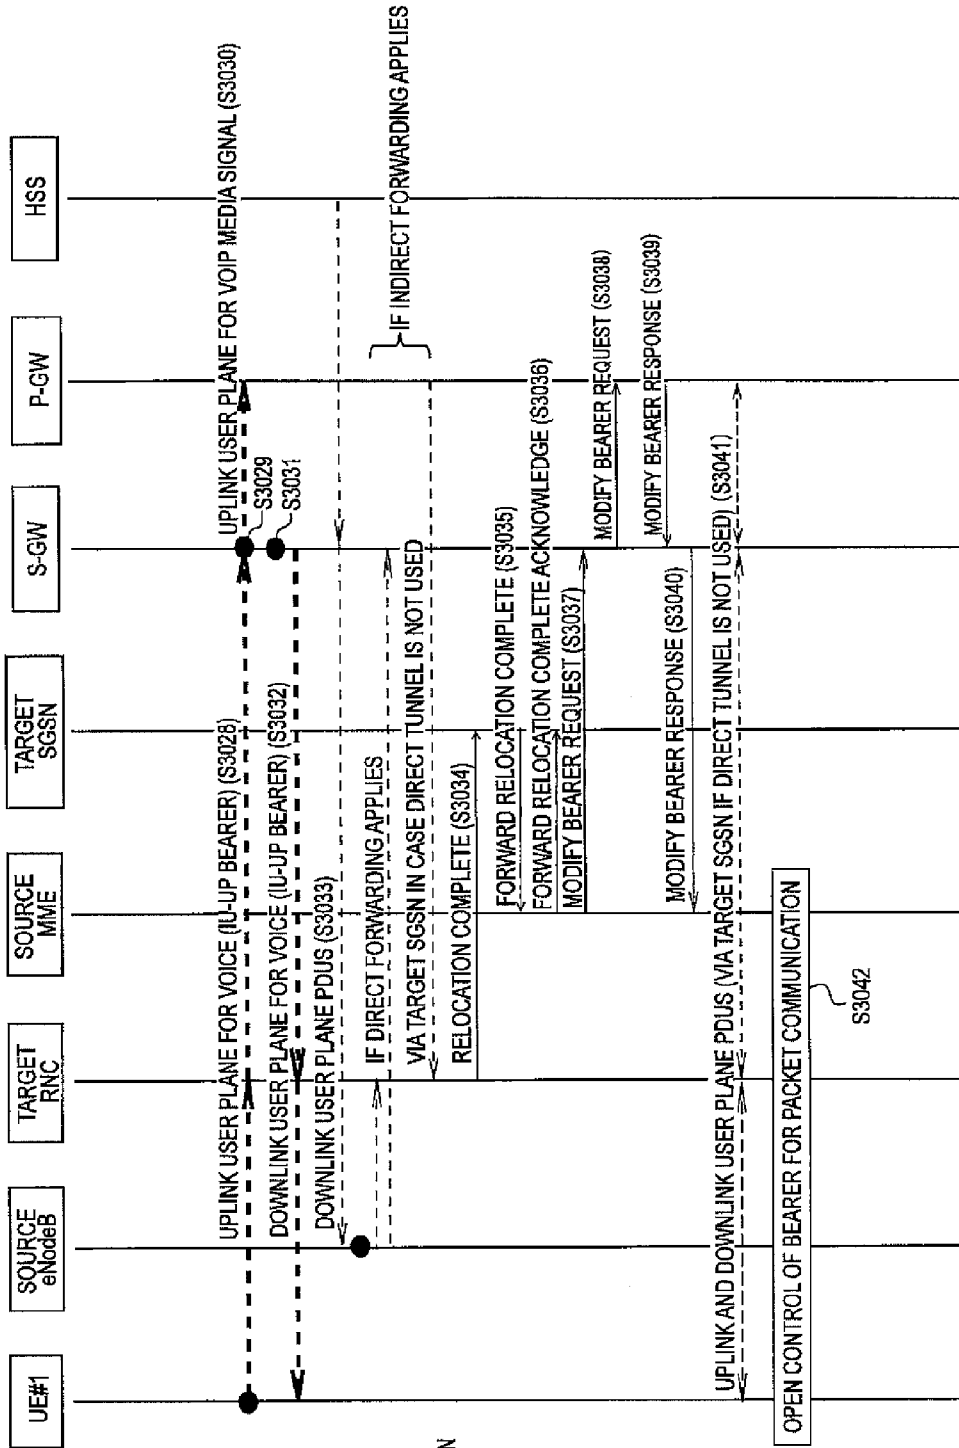 UE#1
SOURCE
eNodeB
TARGET
RNC
SOURCE
MME
TARGET
SGSN
S-GW
P-GW
HSS
UPLINK USER PLANE FOR VOICE (IU-UP BEARER) (S3028)
UPLINK USER PLANE FOR VOIP MEDIA SIGNAL (S3030)
S3029
S3031
DOWNLINK USER PLANE FOR VOICE (IU-UP BEARER) (S3032)
DOWNLINK USER PLANE PDUS (S3033)
IF DIRECT FORWARDING APPLIES
IF INDIRECT FORWARDING APPLIES
VIA TARGET SGSN IN CASE DIRECT TUNNEL IS NOT USED
RELOCATION COMPLETE (S3034)
FORWARD RELOCATION COMPLETE (S3035)
FORWARD RELOCATION COMPLETE ACKNOWLEDGE (S3036)
MODIFY BEARER REQUEST (S3037)
MODIFY BEARER REQUEST (S3038)
MODIFY BEARER RESPONSE (S3039)
MODIFY BEARER RESPONSE (S3040)
UPLINK AND DOWNLINK USER PLANE PDUS (VIA TARGET SGSN IF DIRECT TUNNEL IS NOT USED) (S3041)
OPEN CONTROL OF BEARER FOR PACKET COMMUNICATION
S3042
N